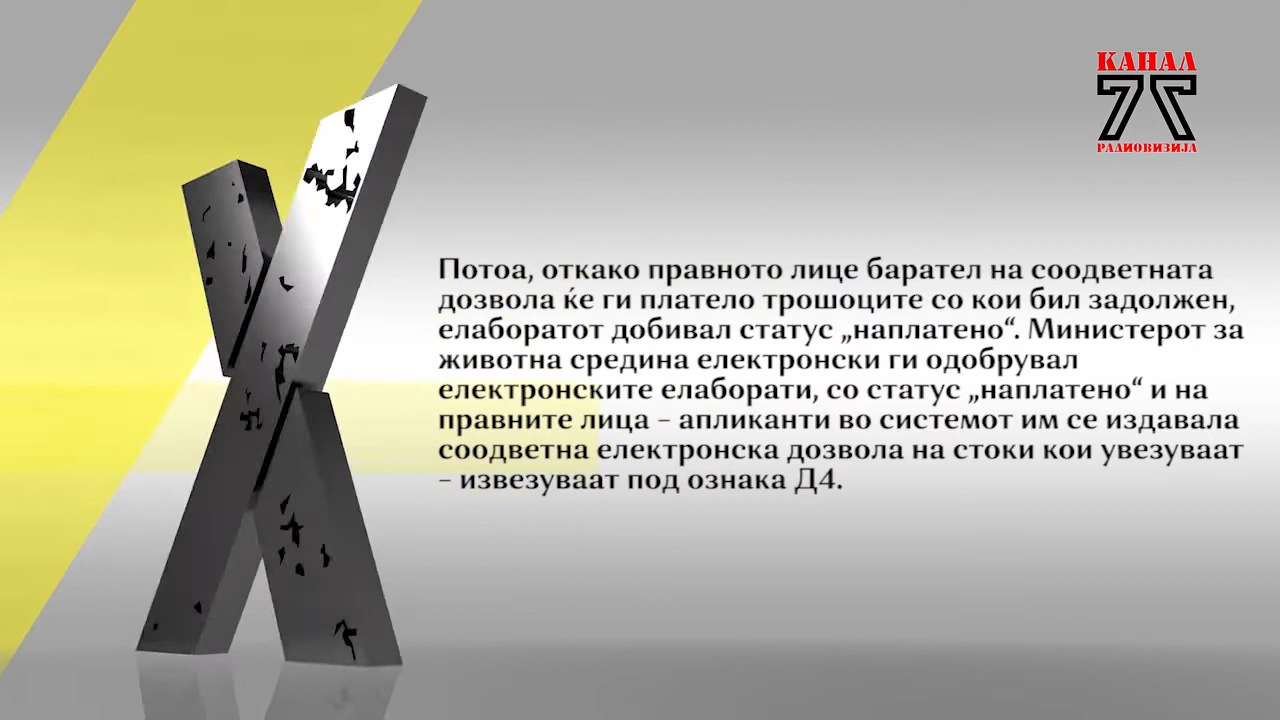 КАНАЛ
77
РАДИОВИЗИЈА
Потоа, откако правното лице барател на соодветната
дозвола ќе ги платело трошоците со кои бил задолжен,
елаборатот добивал статус „наплатено“. Министерот за
животна средина електронски ги одобрувал
електронските елаборати, со статус „наплатено“ и на
правните лица – апликанти во системот им се издавала
соодветна електронска дозвола на стоки кои увезуваат
– извезуваат под ознака Д4.